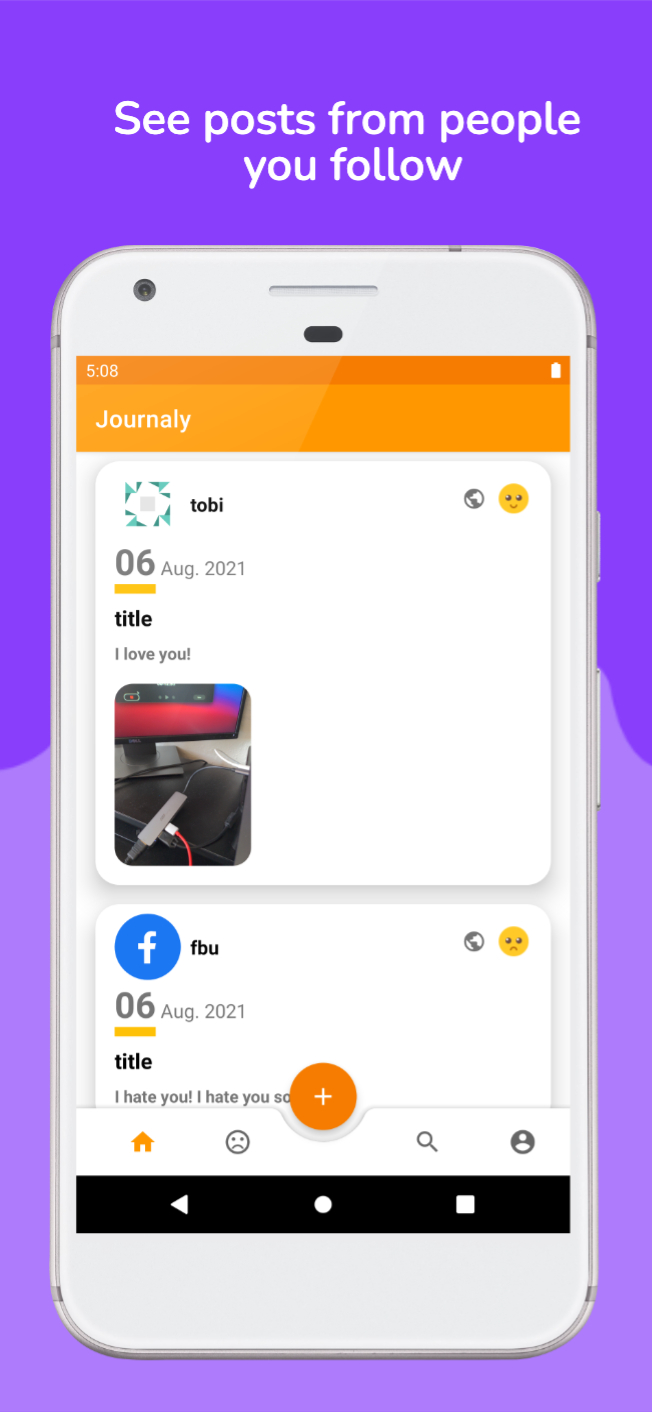 See posts from people
you follow
5:08
Journaly
tobi
06 Aug. 2021
title
I love you!
fbu
06 Aug. 2021
title
I hate you! I hate you so